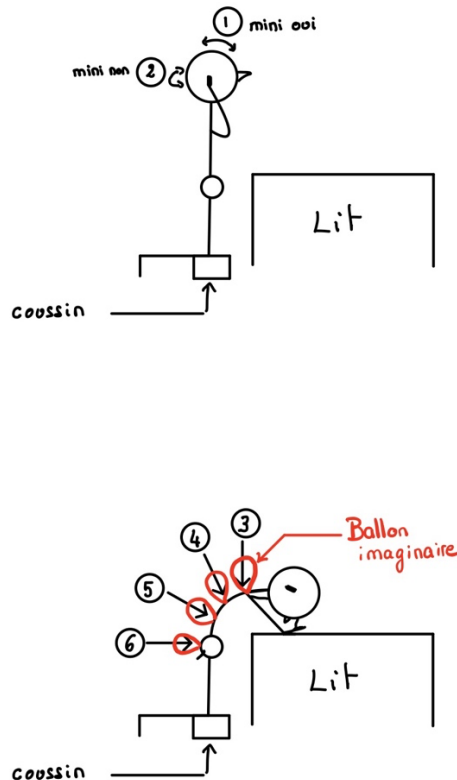 1 mini oui
mini non 2
Lit
coussin
3
Ballon
imaginaire
4
5
6
Lit
coussin